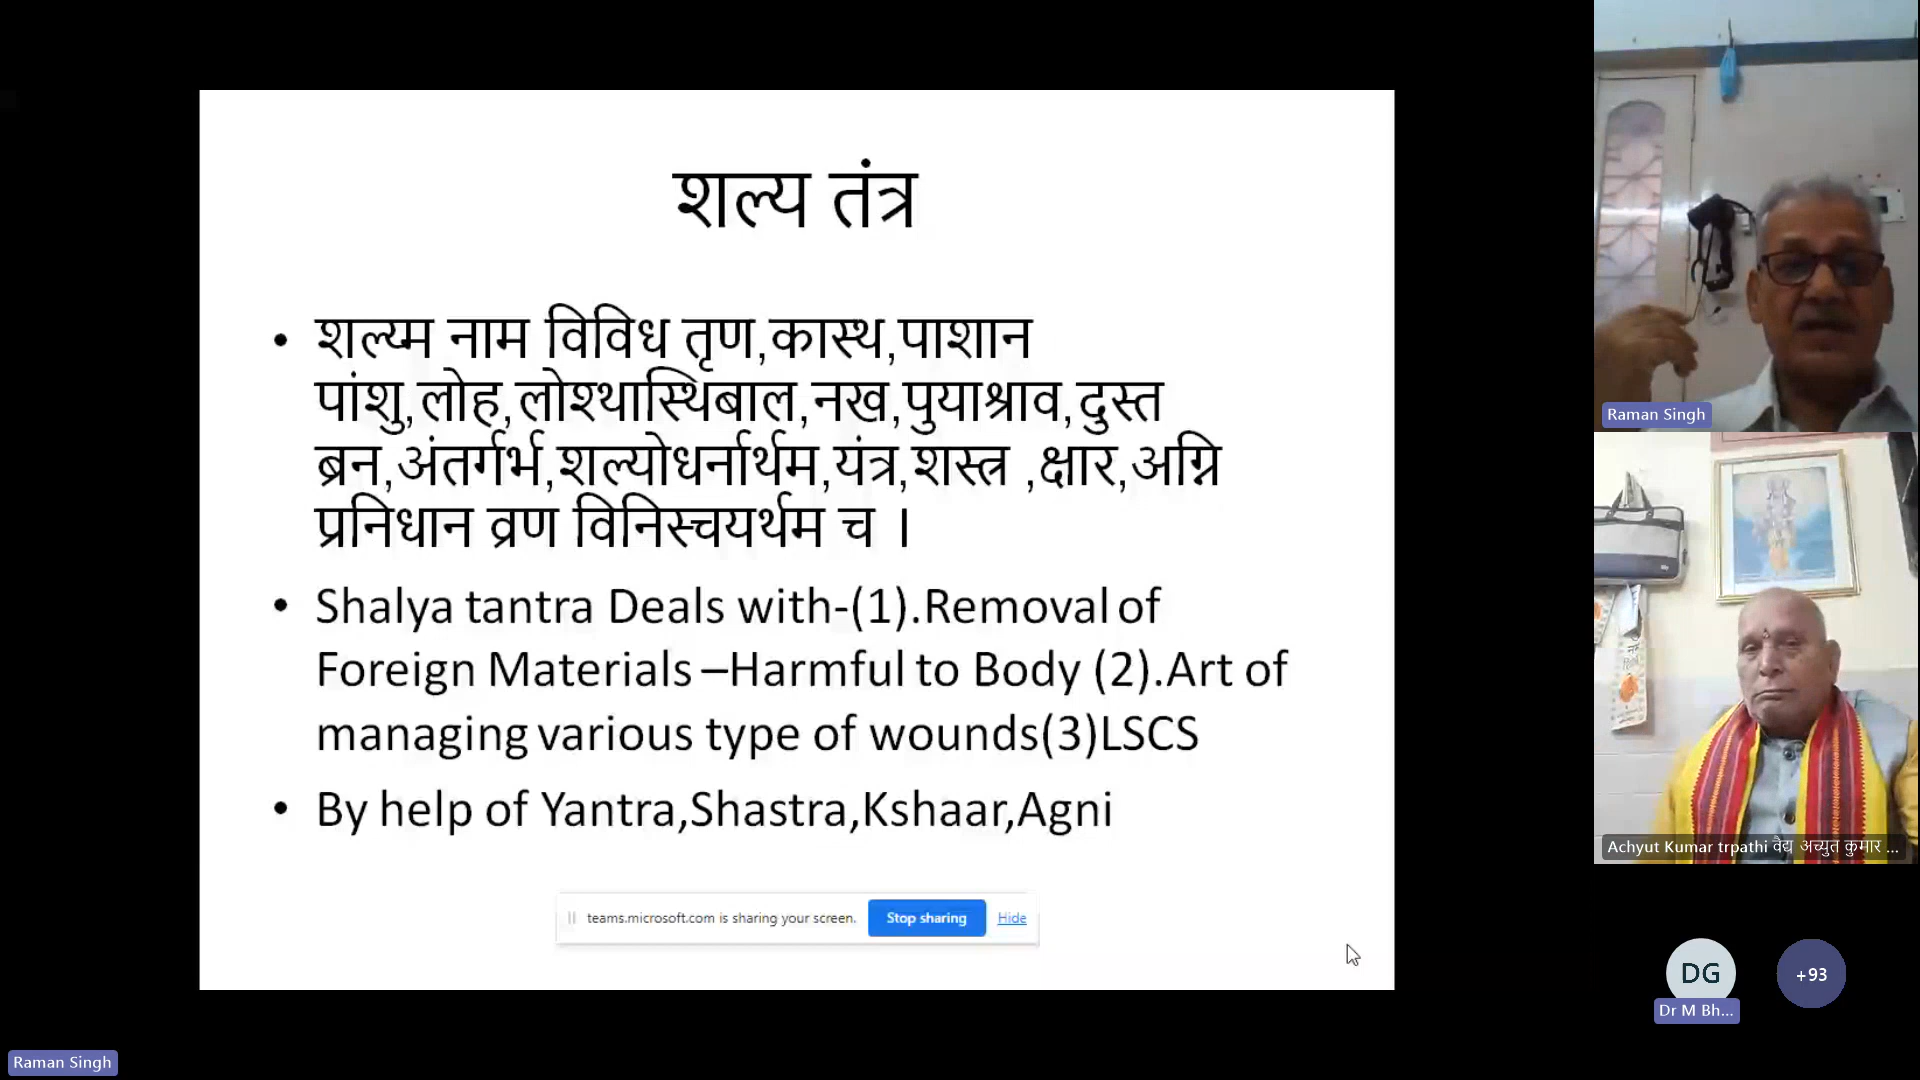 शल्य तंत्र
• शल्य्म नाम विविध तृण,कास्थ,पाशान
पांशु,लोह,लोश्थास्थिबाल,नख,पुयाश्राव,दुस्त
ब्रन,अंतर्गर्भ,शल्योधर्नार्थम,यंत्र,शस्त्र ,क्षार,अग्नि
प्रनिधान व्रण विनिस्चयर्थम च ।
• Shalya tantra Deals with-(1).Removal of
Foreign Materials –Harmful to Body (2).Art of
managing various type of wounds(3)LSCS
• By help of Yantra,Shastra,Kshaar,Agni
teams.microsoft.com is sharing your screen. Stop sharing Hide
Raman Singh
Achyut Kumar trpathi वैद्य अच्युत कुमार ...
DG +93
Dr M Bh...
Raman Singh